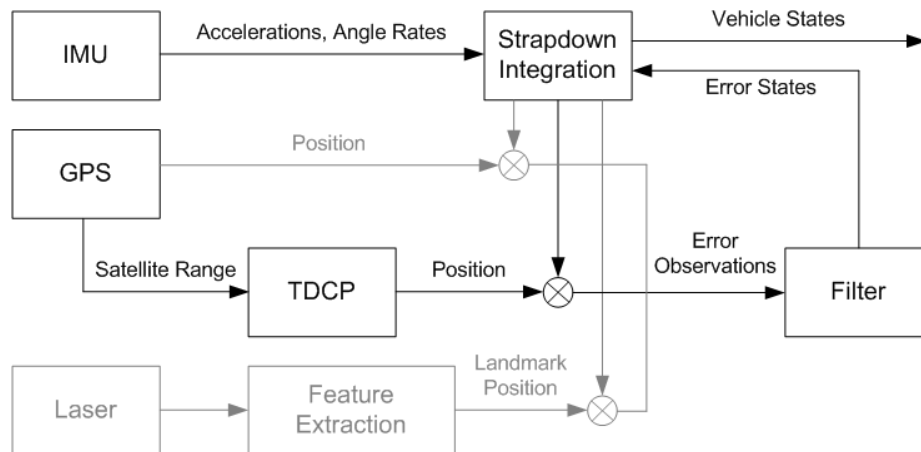 IMU
Accelerations, Angle Rates
Strapdown
Integration
Vehicle States
Error States
GPS
Position
Satellite Range
TDCP
Position
Error
Observations
Filter
Laser
Feature
Extraction
Landmark
Position